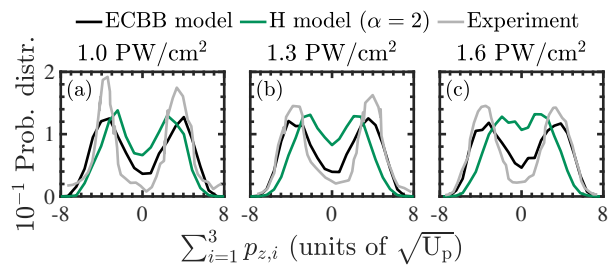 ECBB model H model (α = 2) Experiment
1.0 PW/cm² 1.3 PW/cm² 1.6 PW/cm²
10⁻¹ Prob. distr.
2
1
0
(a) (b) (c)
-8 0 8 -8 0 8 -8 0 8
∑³ᵢ₌₁ p_{z,i} (units of √U_p)